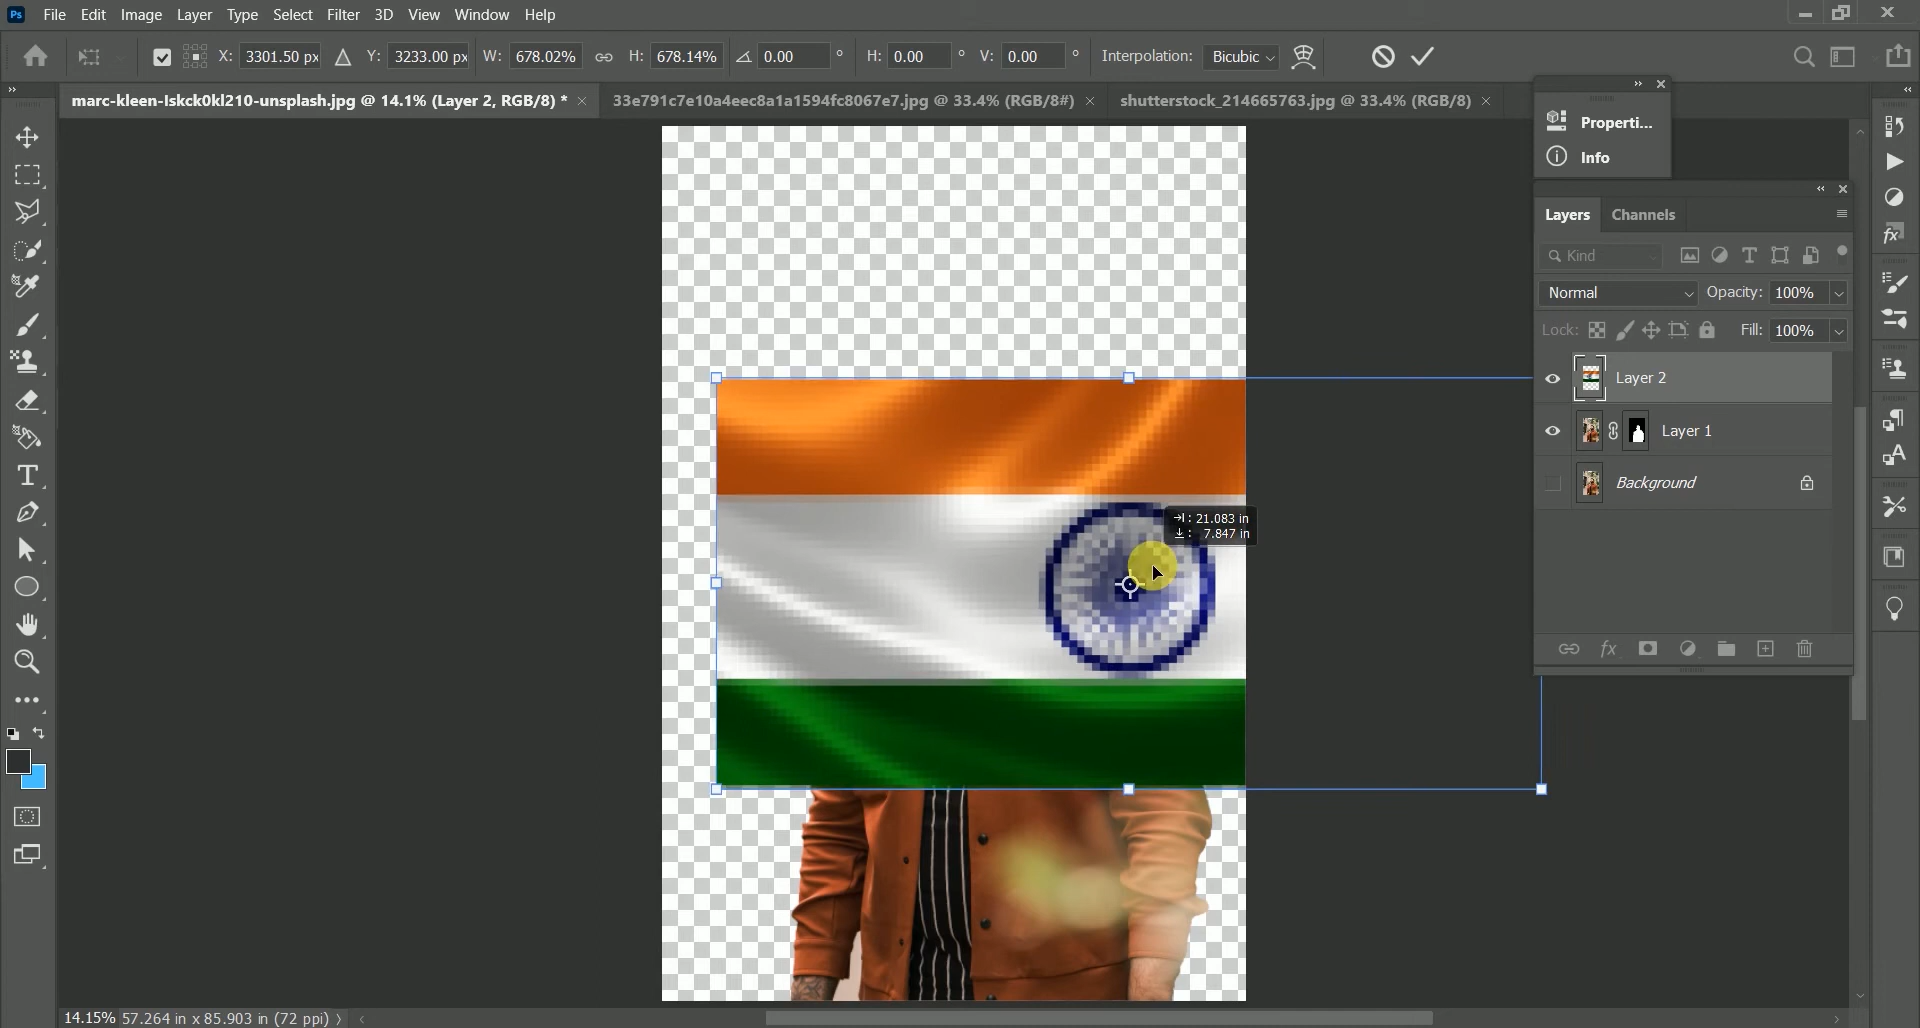 Ps File Edit Image Layer Type Select Filter 3D View Window Help
X: 3301.50 px Y: 3233.00 px W: 678.02% H: 678.14% 0.00 ° H: 0.00 ° V: 0.00 ° Interpolation: Bicubic
marc-kleen-Iskck0kI210-unsplash.jpg @ 14.1% (Layer 2, RGB/8) * × 33e791c7e10a4eec8a1a1594fc8067e7.jpg @ 33.4% (RGB/8#) × shutterstock_214665763.jpg @ 33.4% (RGB/8) ×
Properti...
Info
Layers Channels
Kind
Normal Opacity: 100%
Lock: Fill: 100%
Layer 2
Layer 1
Background
21.083 in
7.847 in
14.15% 57.264 in x 85.903 in (72 ppi)